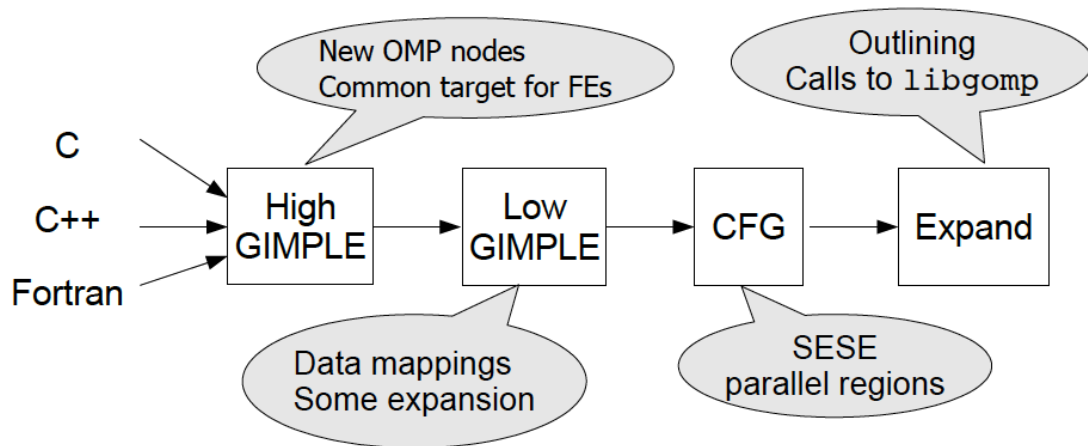 New OMP nodes
Common target for FEs
Outlining
Calls to libgomp
C
C++
Fortran
High
GIMPLE
Low
GIMPLE
CFG
Expand
Data mappings
Some expansion
SESE
parallel regions